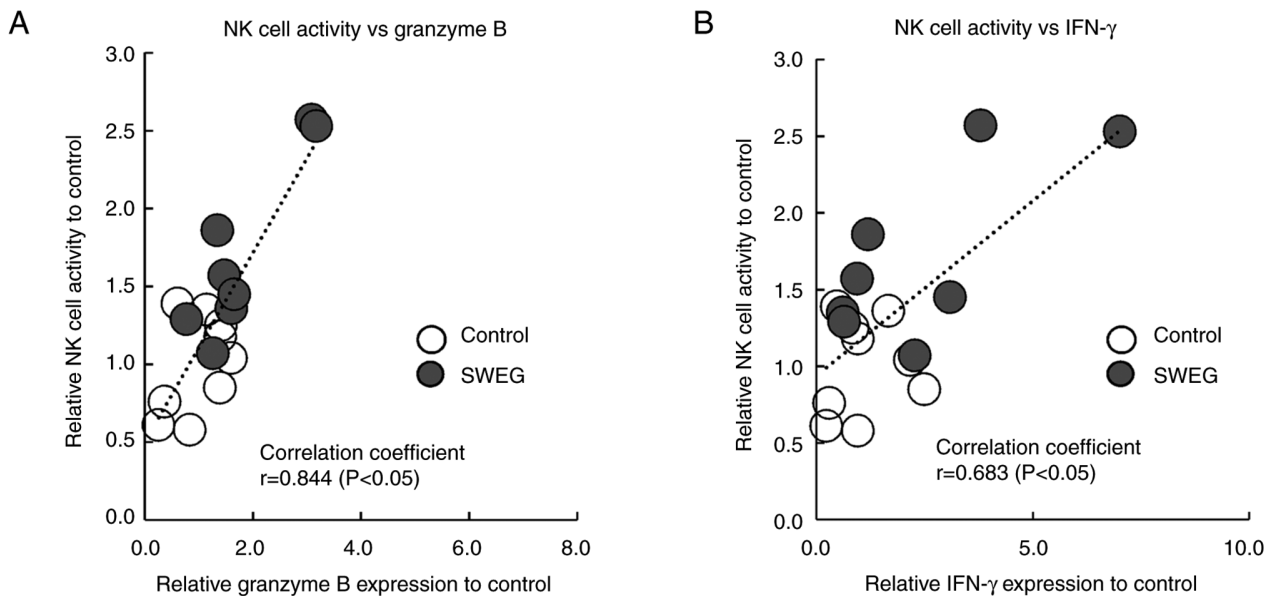 A
NK cell activity vs granzyme B
Relative NK cell activity to control
3.0
2.5
2.0
1.5
1.0
0.5
0.0
Control
SWEG
Correlation coefficient
r=0.844 (P<0.05)
0.0 2.0 4.0 6.0 8.0
Relative granzyme B expression to control
B
NK cell activity vs IFN-γ
Relative NK cell activity to control
3.0
2.5
2.0
1.5
1.0
0.5
0.0
Control
SWEG
Correlation coefficient
r=0.683 (P<0.05)
0.0 5.0 10.0
Relative IFN-γ expression to control